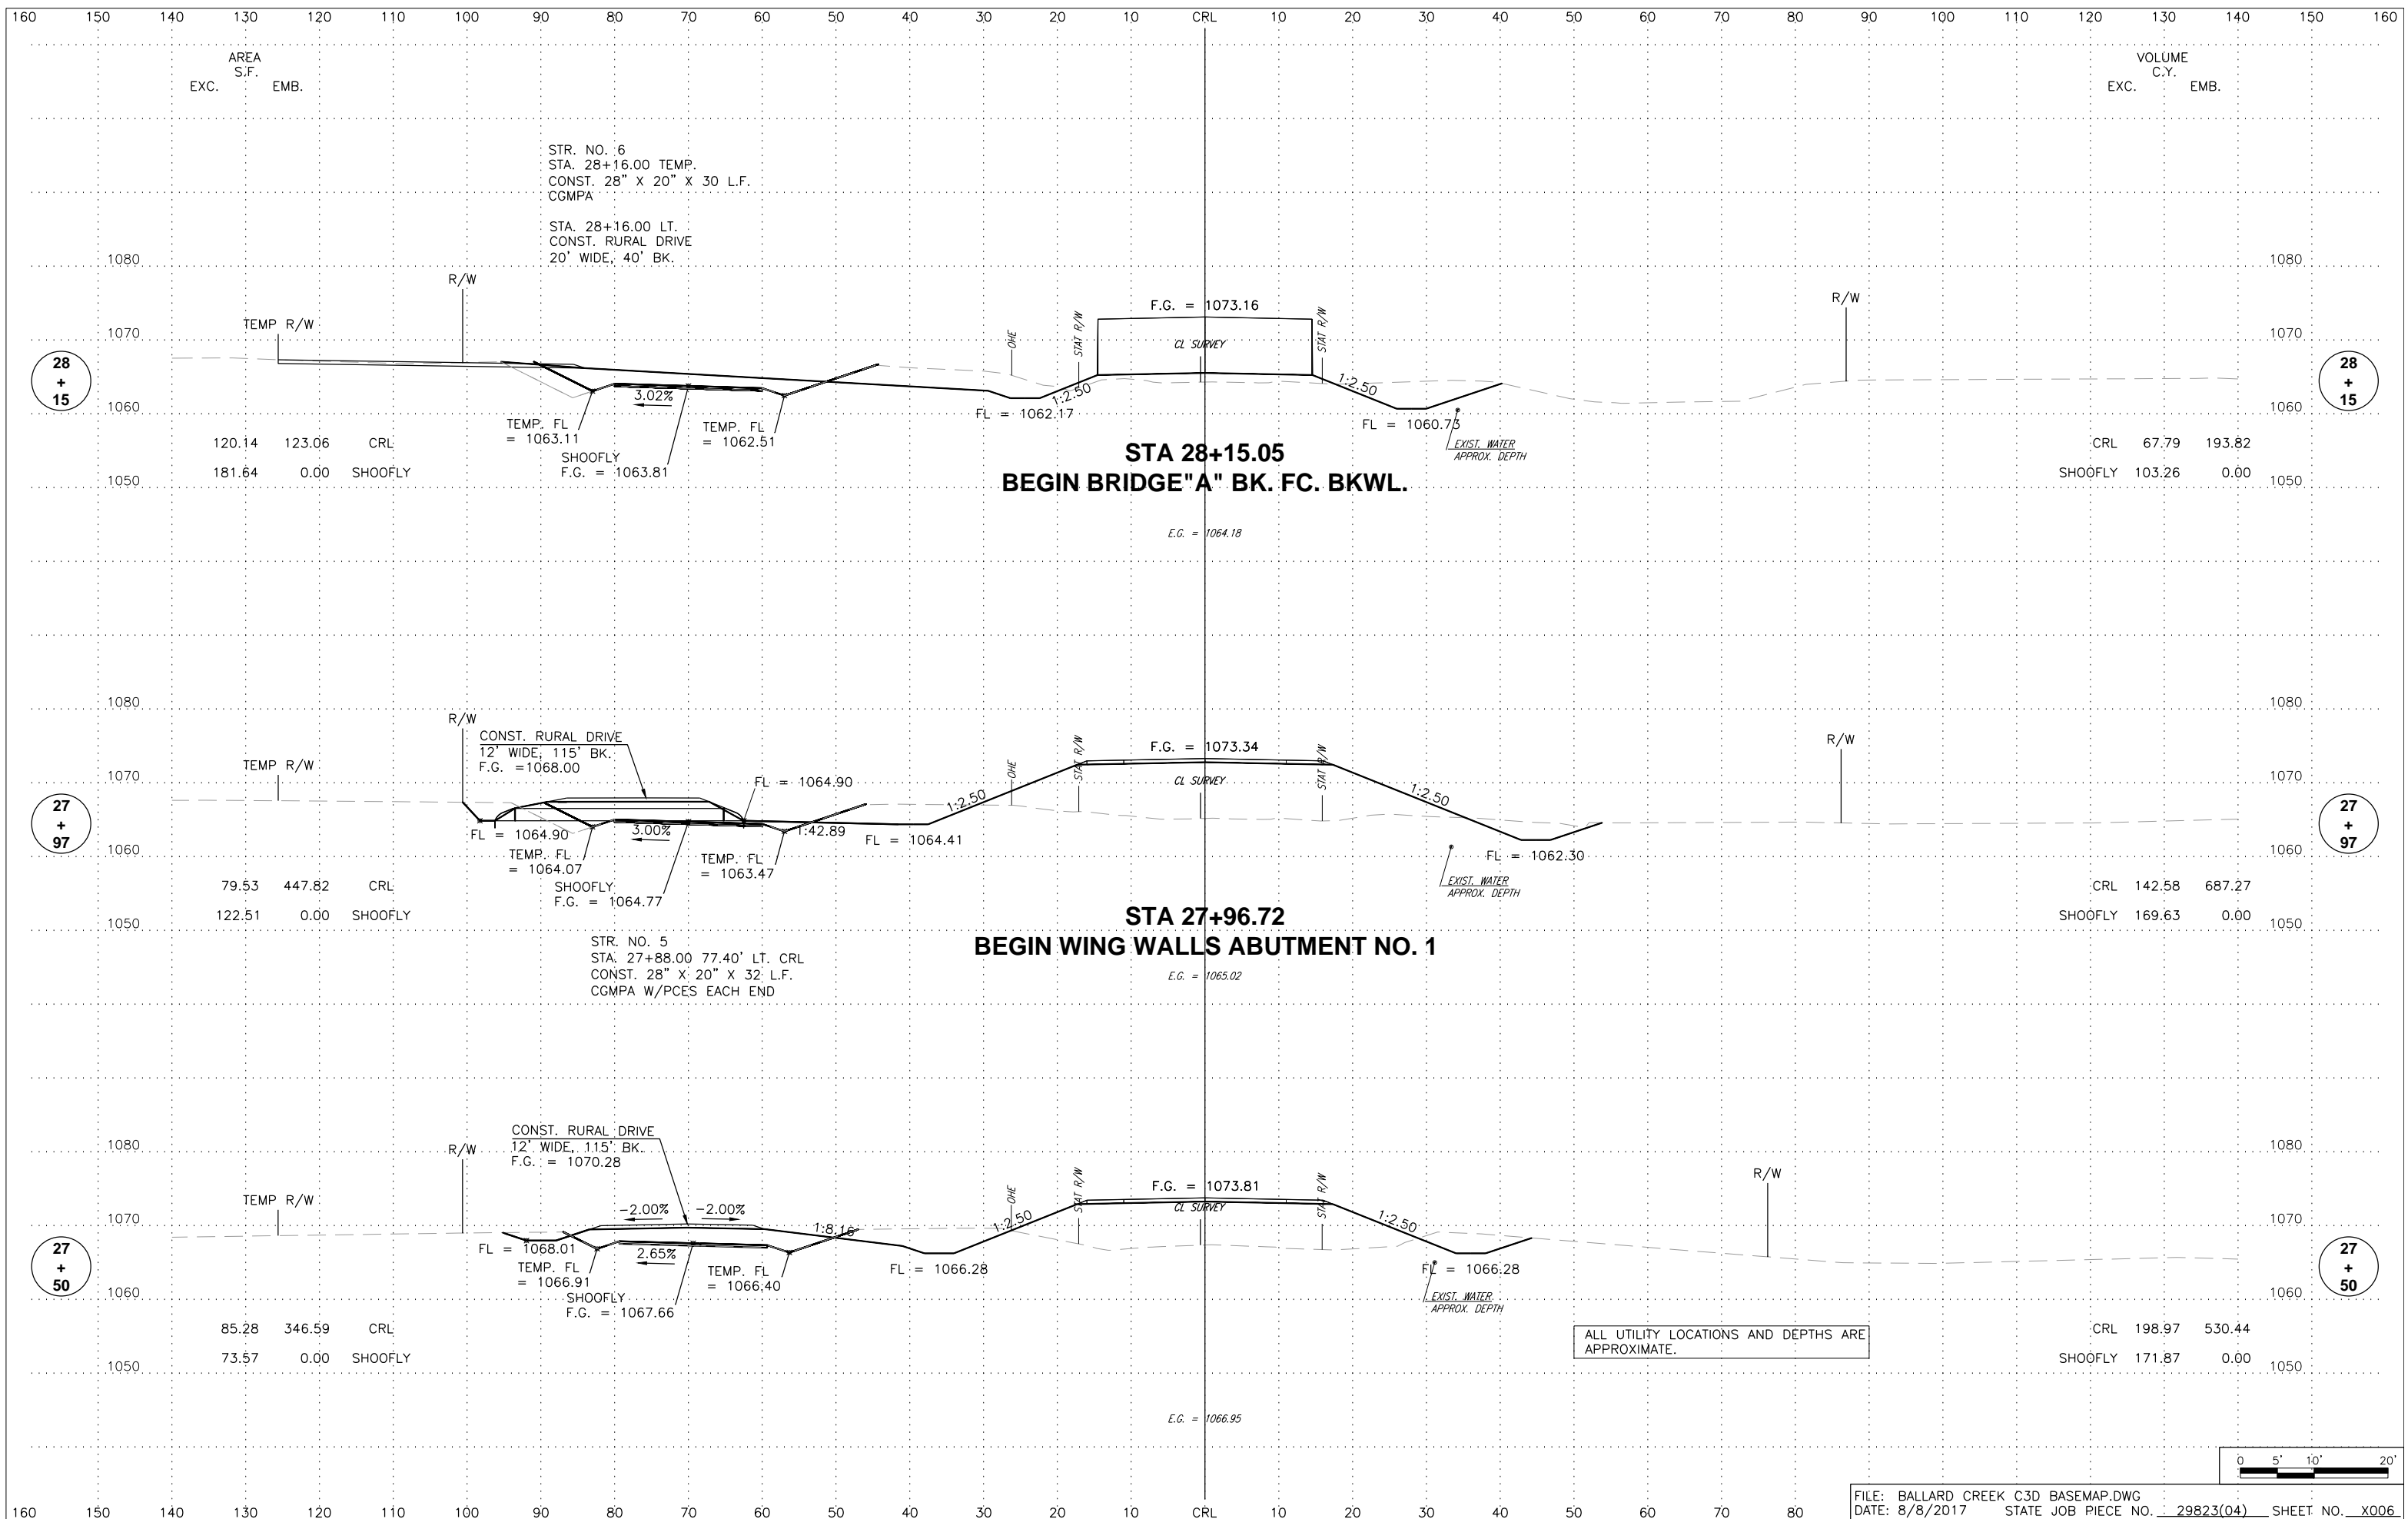 160 150 140 130 120 110 100 90 80 70 60 50 40 30 20 10 CRL 10 20 30 40 50 60 70 80 90 100 110 120 130 140 150 160
AREA
S.F.
EXC. EMB.
VOLUME
C.Y.
EXC. EMB.
STR. NO. 6
STA. 28+16.00 TEMP.
CONST. 28" X 20" X 30 L.F.
CGMPA
STA. 28+16.00 LT.
CONST. RURAL DRIVE
20' WIDE, 40' BK.
1080 1080
R/W
R/W
F.G. = 1073.16
TEMP R/W
OHE
STAT R/W
CL SURVEY
STAT R/W
1070 1070
28
+
15
28
+
15
3.02%
1:2.50
1:2.50
1060 1060
FL = 1062.17
FL = 1060.73
TEMP. FL
= 1063.11
TEMP. FL
= 1062.51
SHOOFLY
F.G. = 1063.81
EXIST. WATER
APPROX. DEPTH
120.14 123.06 CRL
181.64 0.00 SHOOFLY
CRL 67.79 193.82
SHOOFLY 103.26 0.00
STA 28+15.05
BEGIN BRIDGE"A" BK. FC. BKWL.
1050 1050
E.G. = 1064.18
1080 1080
R/W
R/W
CONST. RURAL DRIVE
12' WIDE, 115' BK.
F.G. =1068.00
F.G. = 1073.34
TEMP R/W
OHE
STAT R/W
CL SURVEY
STAT R/W
1070 1070
FL = 1064.90
1:2.50
1:2.50
27
+
97
27
+
97
FL = 1064.90
3.00%
1:42.89
FL = 1064.41
FL = 1062.30
1060 1060
TEMP. FL
= 1064.07
TEMP. FL
= 1063.47
SHOOFLY
F.G. = 1064.77
EXIST. WATER
APPROX. DEPTH
79.53 447.82 CRL
122.51 0.00 SHOOFLY
CRL 142.58 687.27
SHOOFLY 169.63 0.00
STA 27+96.72
BEGIN WING WALLS ABUTMENT NO. 1
1050 1050
STR. NO. 5
STA. 27+88.00 77.40' LT. CRL
CONST. 28" X 20" X 32 L.F.
CGMPA W/PCES EACH END
E.G. = 1065.02
CONST. RURAL DRIVE
12' WIDE, 115' BK.
F.G. = 1070.28
1080 1080
R/W
R/W
F.G. = 1073.81
TEMP R/W
OHE
STAT R/W
CL SURVEY
STAT R/W
-2.00% -2.00%
1070 1070
1:8.16
1:2.50
1:2.50
27
+
50
27
+
50
FL = 1068.01
2.65%
FL = 1066.28
FL = 1066.28
TEMP. FL
= 1066.91
TEMP. FL
= 1066.40
1060 1060
SHOOFLY
F.G. = 1067.66
EXIST. WATER
APPROX. DEPTH
85.28 346.59 CRL
73.57 0.00 SHOOFLY
CRL 198.97 530.44
SHOOFLY 171.87 0.00
ALL UTILITY LOCATIONS AND DEPTHS ARE
APPROXIMATE.
1050 1050
E.G. = 1066.95
0 5' 10' 20'
160 150 140 130 120 110 100 90 80 70 60 50 40 30 20 10 CRL 10 20 30 40 50 60 70 80
FILE: BALLARD CREEK C3D BASEMAP.DWG
DATE: 8/8/2017 STATE JOB PIECE NO. 29823(04) SHEET NO. X006